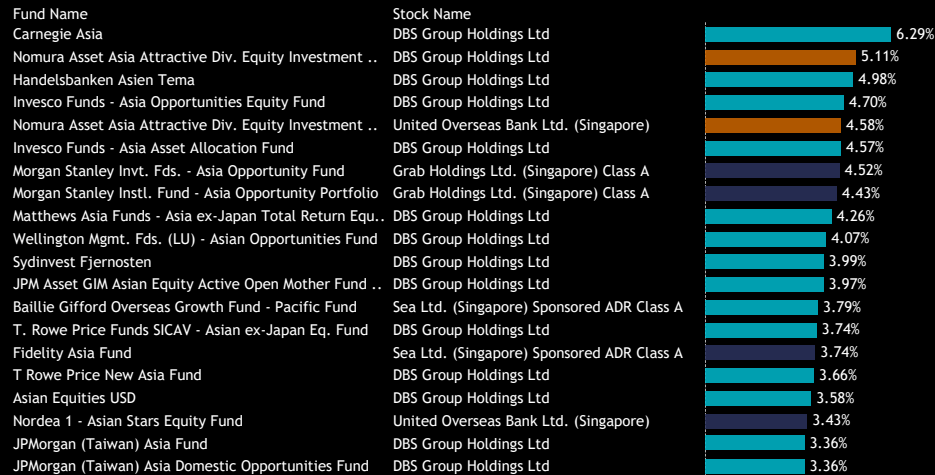 Fund Name Stock Name
Carnegie Asia DBS Group Holdings Ltd 6.29%
Nomura Asset Asia Attractive Div. Equity Investment .. DBS Group Holdings Ltd 5.11%
Handelsbanken Asien Tema DBS Group Holdings Ltd 4.98%
Invesco Funds - Asia Opportunities Equity Fund DBS Group Holdings Ltd 4.70%
Nomura Asset Asia Attractive Div. Equity Investment .. United Overseas Bank Ltd. (Singapore) 4.58%
Invesco Funds - Asia Asset Allocation Fund DBS Group Holdings Ltd 4.57%
Morgan Stanley Invt. Fds. - Asia Opportunity Fund Grab Holdings Ltd. (Singapore) Class A 4.52%
Morgan Stanley Instl. Fund - Asia Opportunity Portfolio Grab Holdings Ltd. (Singapore) Class A 4.43%
Matthews Asia Funds - Asia ex-Japan Total Return Equ.. DBS Group Holdings Ltd 4.26%
Wellington Mgmt. Fds. (LU) - Asian Opportunities Fund DBS Group Holdings Ltd 4.07%
Sydinvest Fjernosten DBS Group Holdings Ltd 3.99%
JPM Asset GIM Asian Equity Active Open Mother Fund .. DBS Group Holdings Ltd 3.97%
Baillie Gifford Overseas Growth Fund - Pacific Fund Sea Ltd. (Singapore) Sponsored ADR Class A 3.79%
T. Rowe Price Funds SICAV - Asian ex-Japan Eq. Fund DBS Group Holdings Ltd 3.74%
Fidelity Asia Fund Sea Ltd. (Singapore) Sponsored ADR Class A 3.74%
T Rowe Price New Asia Fund DBS Group Holdings Ltd 3.66%
Asian Equities USD DBS Group Holdings Ltd 3.58%
Nordea 1 - Asian Stars Equity Fund United Overseas Bank Ltd. (Singapore) 3.43%
JPMorgan (Taiwan) Asia Fund DBS Group Holdings Ltd 3.36%
JPMorgan (Taiwan) Asia Domestic Opportunities Fund DBS Group Holdings Ltd 3.36%